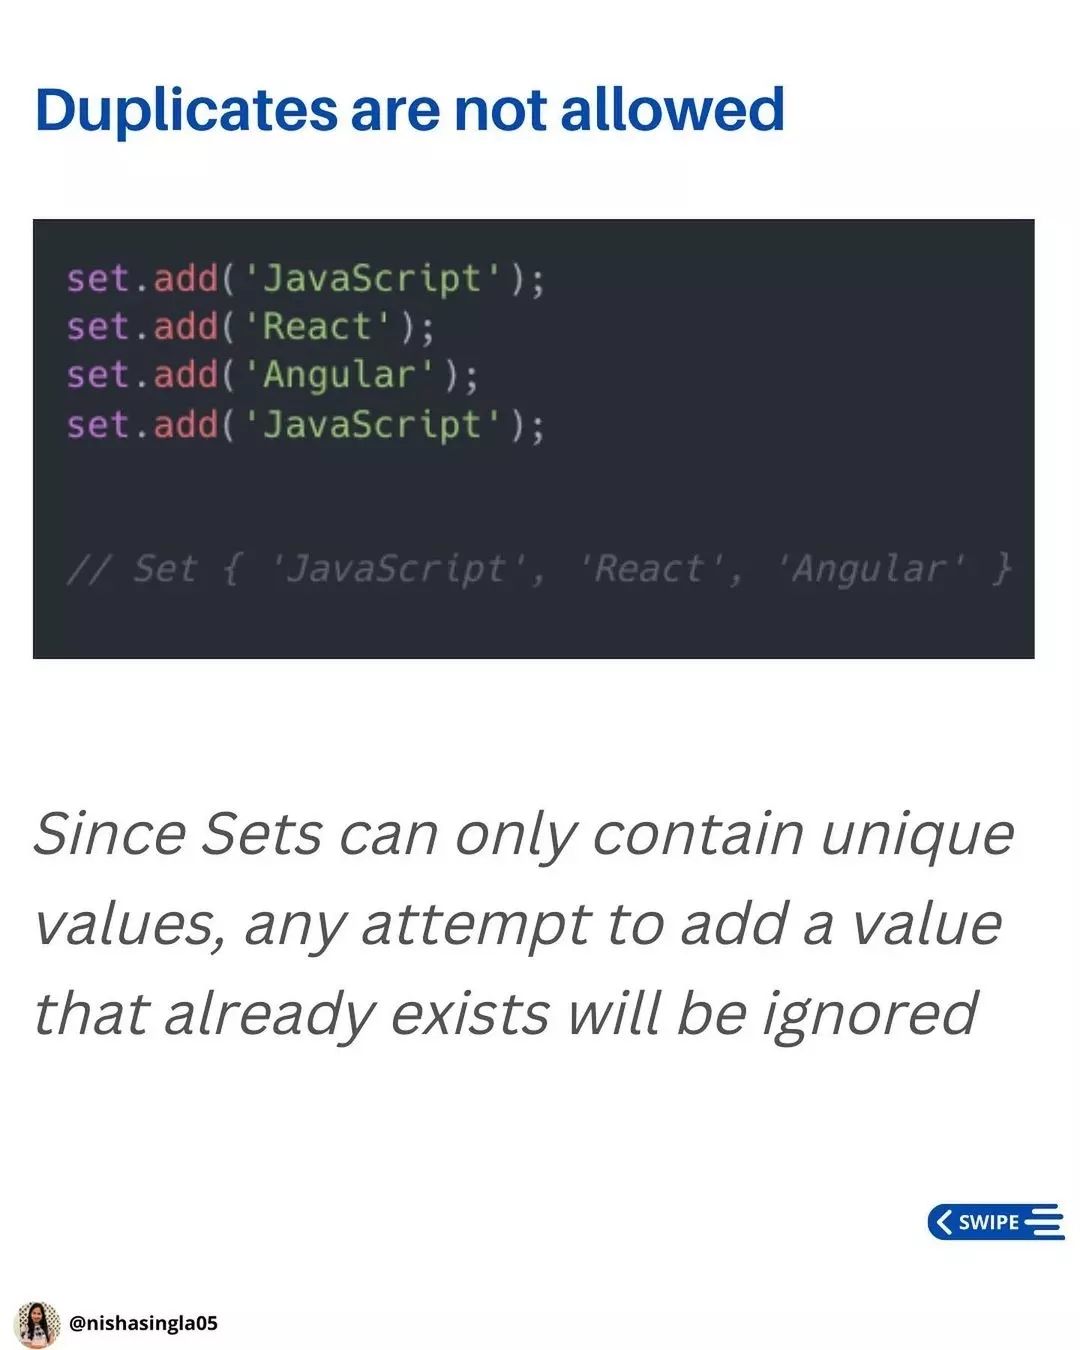 Duplicates are not allowed
set.add('JavaScript');
set.add('React');
set.add('Angular');
set.add('JavaScript');
// Set { 'JavaScript', 'React', 'Angular' }
Since Sets can only contain unique
values, any attempt to add a value
that already exists will be ignored
SWIPE
@nishasingla05